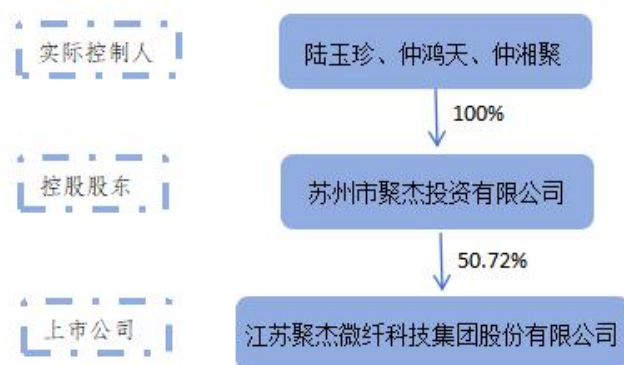 实际控制人
陆玉珍、仲鸿天、仲湘聚
100%
控股股东
苏州市聚杰投资有限公司
50.72%
上市公司
江苏聚杰微纤科技集团股份有限公司